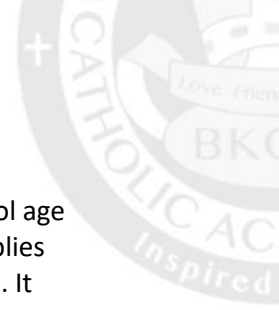 CATHOLIC AC
Love Frien
BKC
Inspired
ol age
plies
. It